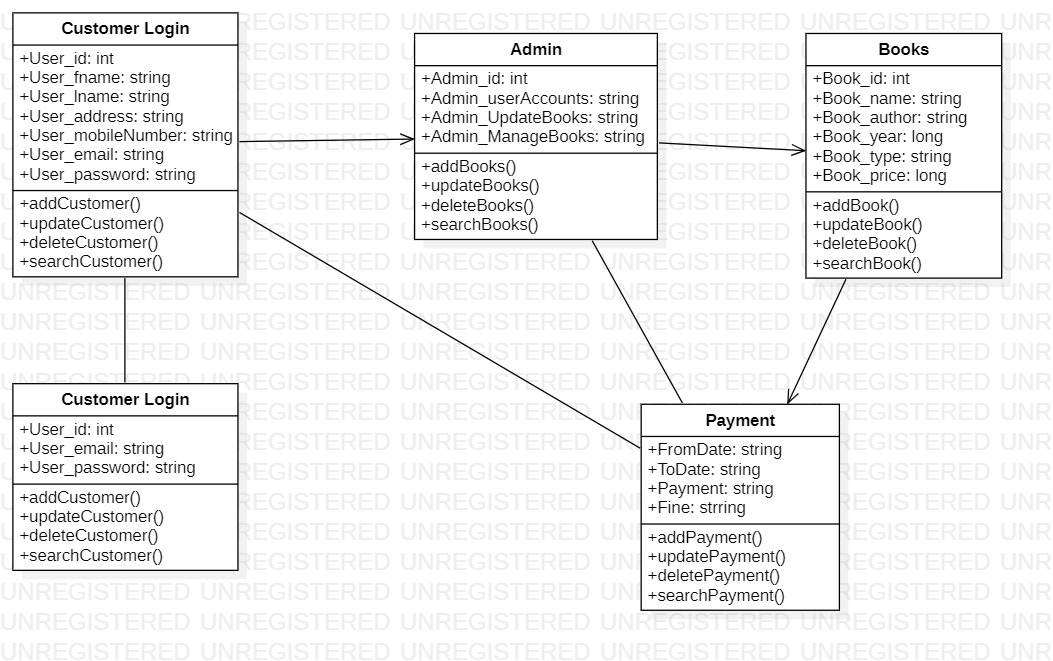 Customer Login
+User_id: int
+User_fname: string
+User_lname: string
+User_address: string
+User_mobileNumber: string
+User_email: string
+User_password: string
+addCustomer()
+updateCustomer()
+deleteCustomer()
+searchCustomer()
Admin
+Admin_id: int
+Admin_userAccounts: string
+Admin_UpdateBooks: string
+Admin_ManageBooks: string
+addBooks()
+updateBooks()
+deleteBooks()
+searchBooks()
Books
+Book_id: int
+Book_name: string
+Book_author: string
+Book_year: long
+Book_type: string
+Book_price: long
+addBook()
+updateBook()
+deleteBook()
+searchBook()
Customer Login
+User_id: int
+User_email: string
+User_password: string
+addCustomer()
+updateCustomer()
+deleteCustomer()
+searchCustomer()
Payment
+FromDate: string
+ToDate: string
+Payment: string
+Fine: strring
+addPayment()
+updatePayment()
+deletePayment()
+searchPayment()
UNREGISTERED